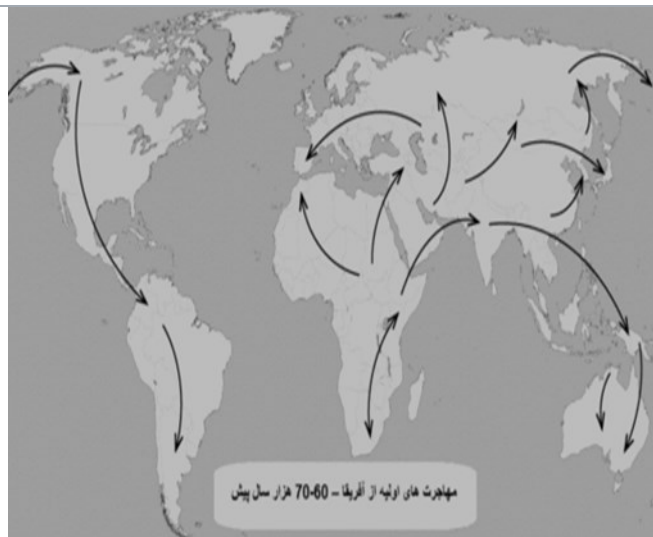 مهاجرت های اولیه از آفریقا – 60-70 هزار سال پیش